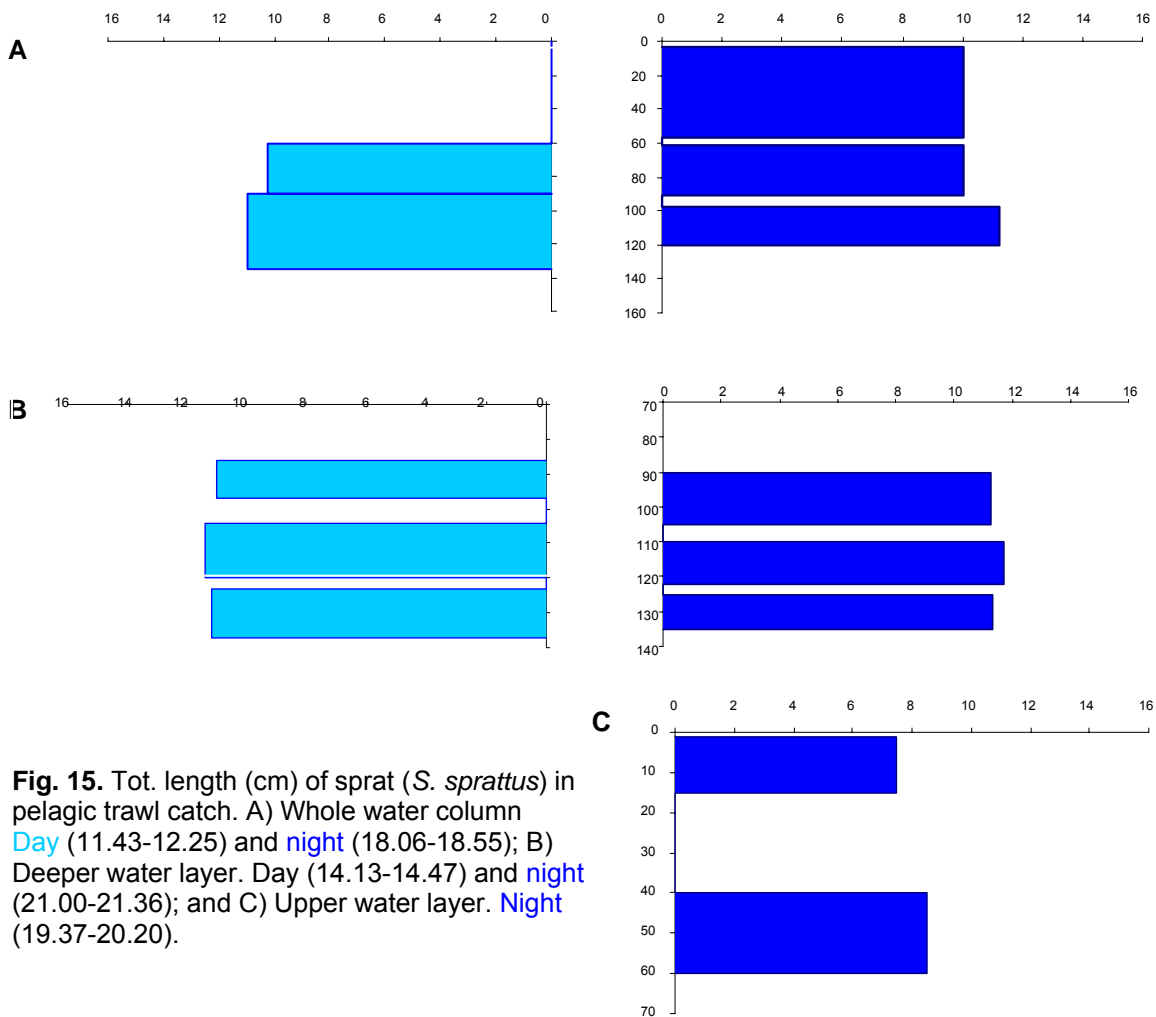 16 14 12 10 8 6 4 2 0
0 2 4 6 8 10 12 14 16
A
0
20
40
60
80
100
120
140
160
B
16 14 12 10 8 6 4 2 0
0 2 4 6 8 10 12 14 16
70
80
90
100
110
120
130
140
C
0 2 4 6 8 10 12 14 16
0
10
20
30
40
50
60
70
Fig. 15. Tot. length (cm) of sprat (S. sprattus) in
pelagic trawl catch. A) Whole water column
Day (11.43-12.25) and night (18.06-18.55); B)
Deeper water layer. Day (14.13-14.47) and night
(21.00-21.36); and C) Upper water layer. Night
(19.37-20.20).